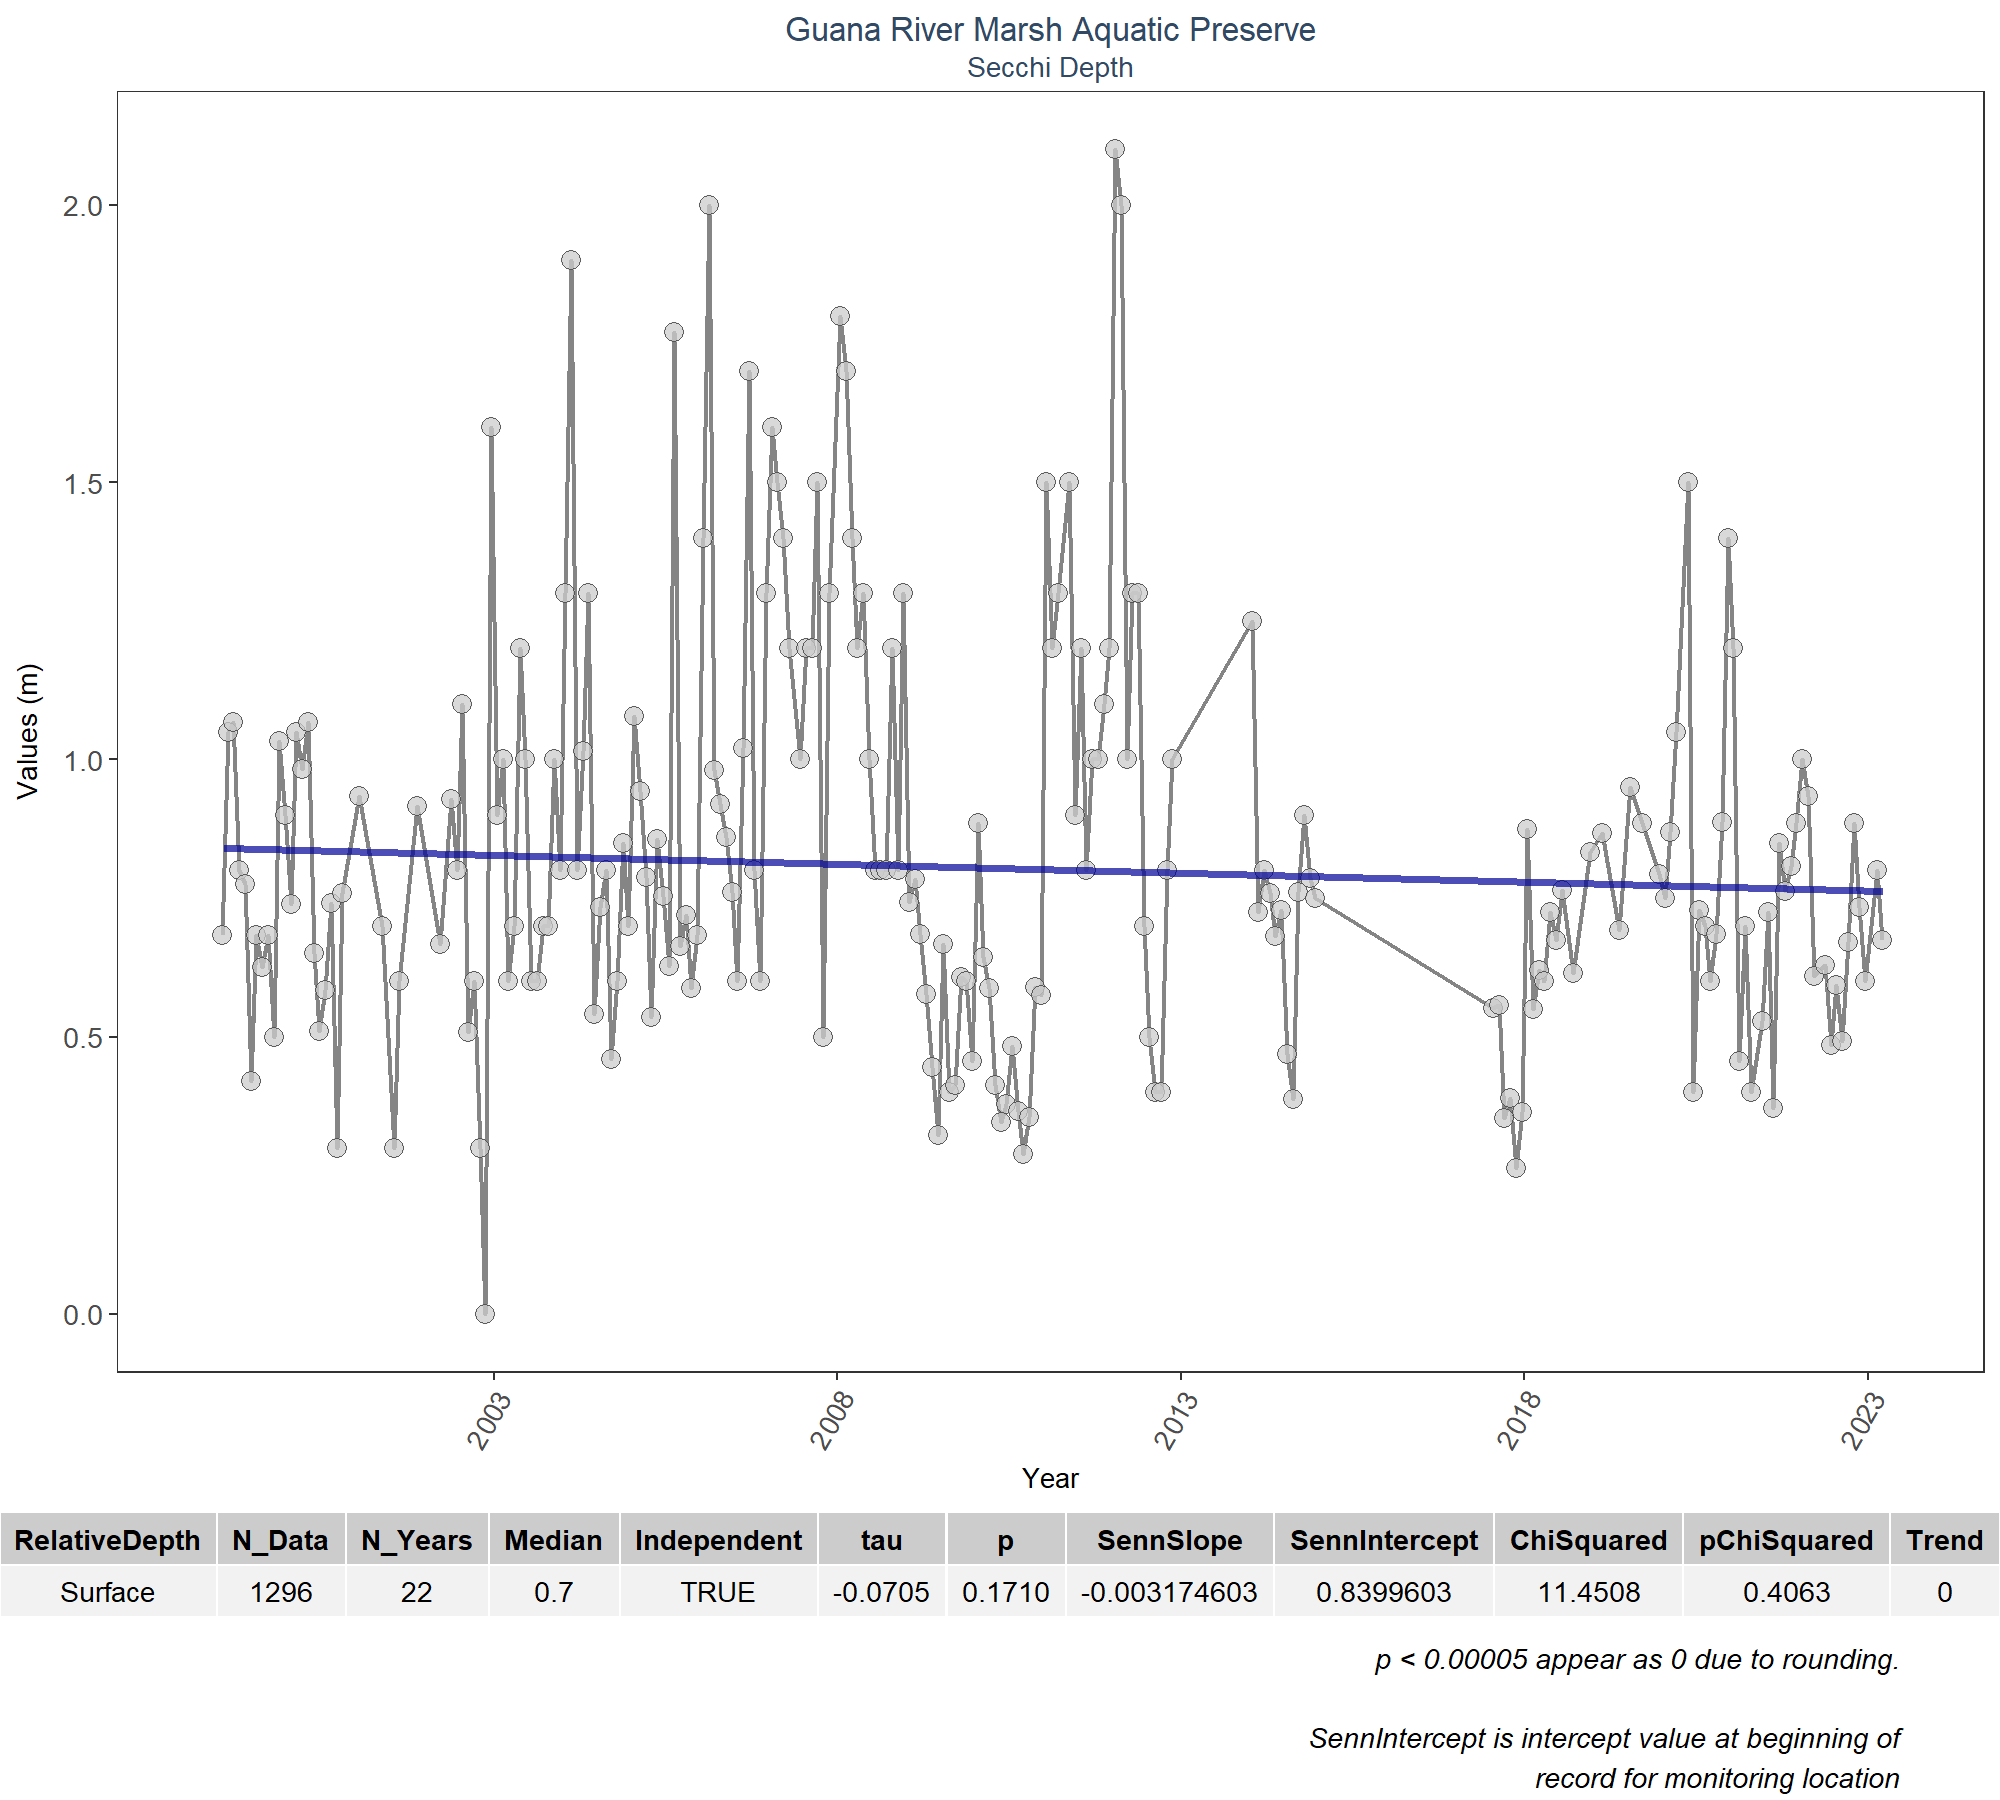 Guana River Marsh Aquatic Preserve
Secchi Depth
Values (m)
2.0
1.5
1.0
0.5
0.0
2003 2008 2013 2018 2023
Year
RelativeDepth N_Data N_Years Median Independent tau p SennSlope SennIntercept ChiSquared pChiSquared Trend
Surface 1296 22 0.7 TRUE -0.0705 0.1710 -0.003174603 0.8399603 11.4508 0.4063 0
p < 0.00005 appear as 0 due to rounding.
SennIntercept is intercept value at beginning of
record for monitoring location